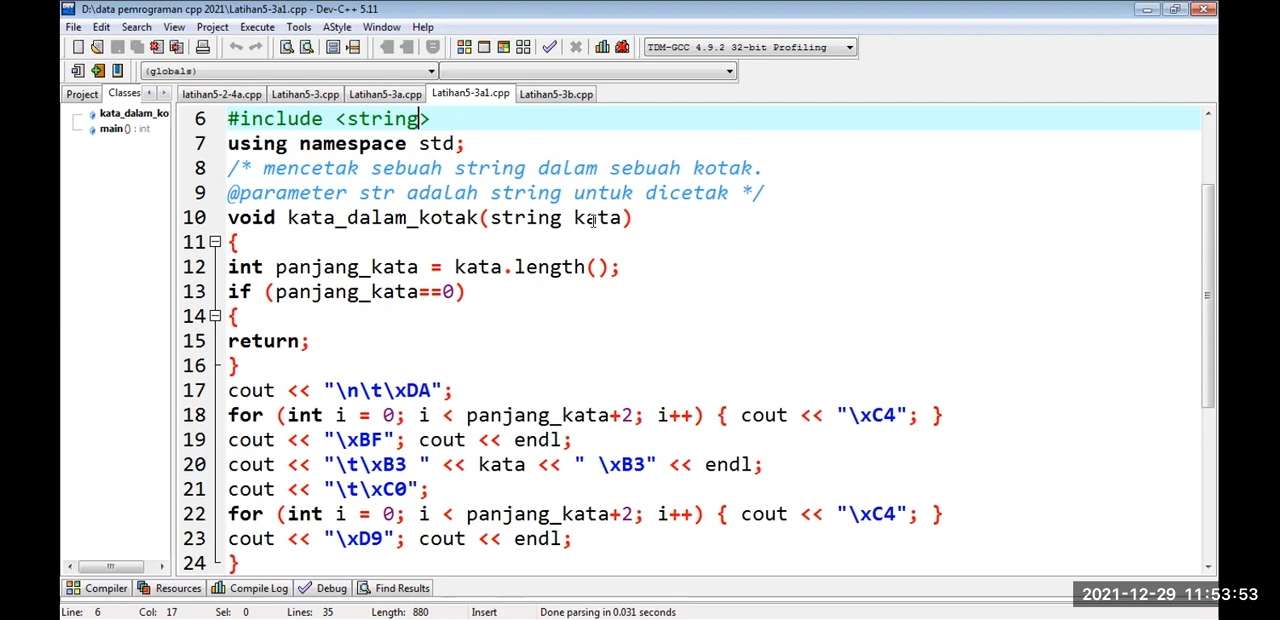 D:\data pemrograman cpp 2021\Latihan5-3a1.cpp - Dev-C++ 5.11
File Edit Search View Project Execute Tools AStyle Window Help
TDM-GCC 4.9.2 32-bit Profiling
(globals)
Project Classes latihan5-2-4a.cpp Latihan5-3.cpp Latihan5-3a.cpp Latihan5-3a1.cpp Latihan5-3b.cpp
kata_dalam_ko
main() : int
6 #include <string>
7 using namespace std;
8 /* mencetak sebuah string dalam sebuah kotak.
9 @parameter str adalah string untuk dicetak */
10 void kata_dalam_kotak(string kata)
11 {
12 int panjang_kata = kata.length();
13 if (panjang_kata==0)
14 {
15 return;
16 }
17 cout << "\n\t\xDA";
18 for (int i = 0; i < panjang_kata+2; i++) { cout << "\xC4"; }
19 cout << "\xBF"; cout << endl;
20 cout << "\t\xB3 " << kata << " \xB3" << endl;
21 cout << "\t\xC0";
22 for (int i = 0; i < panjang_kata+2; i++) { cout << "\xC4"; }
23 cout << "\xD9"; cout << endl;
24 }
Compiler Resources Compile Log Debug Find Results
Line: 6 Col: 17 Sel: 0 Lines: 35 Length: 880 Insert Done parsing in 0.031 seconds
2021-12-29 11:53:53